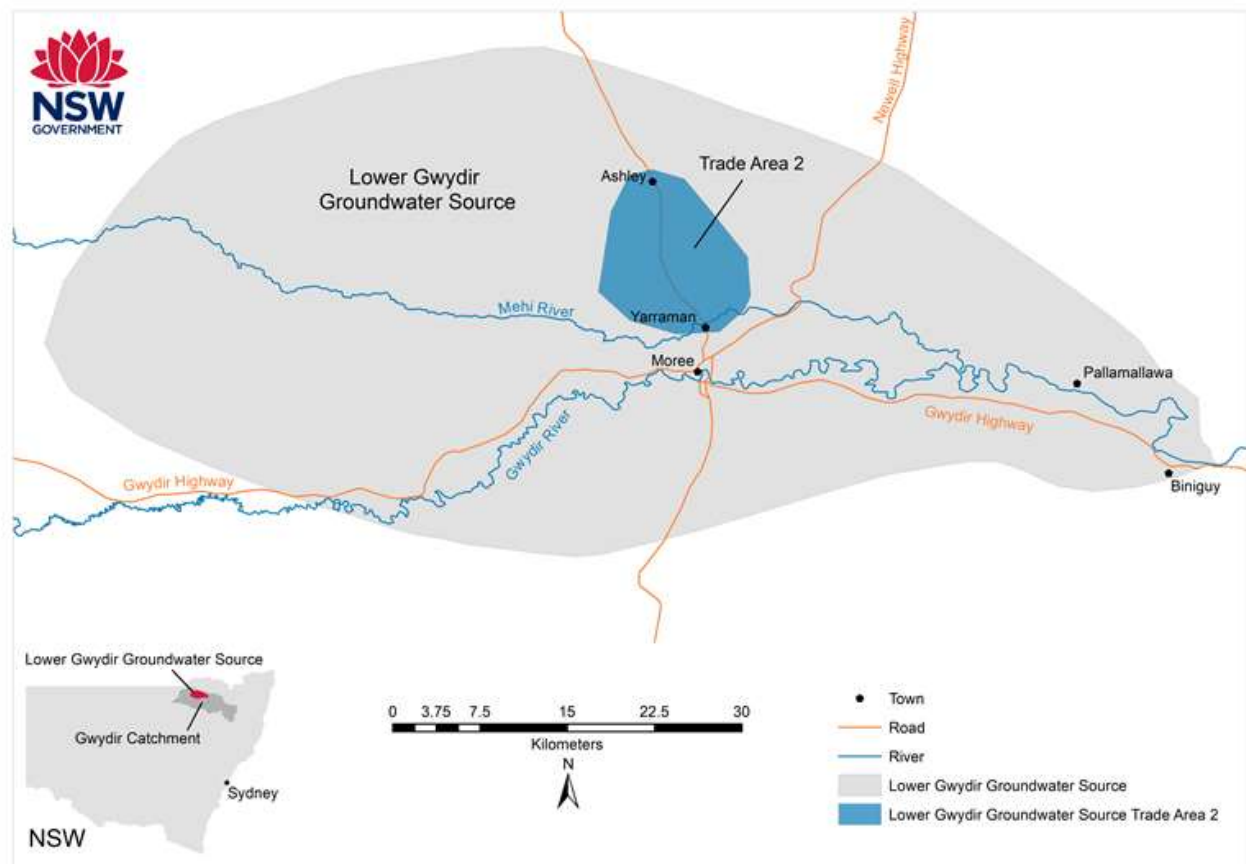 NSW
GOVERNMENT
Newell Highway
Lower Gwydir
Groundwater Source
Ashley
Trade Area 2
Mehi River
Yarraman
Moree
Pallamallawa
Gwydir River
Gwydir Highway
Gwydir Highway
Biniguy
Lower Gwydir Groundwater Source
Gwydir Catchment
Sydney
NSW
0 3.75 7.5 15 22.5 30
Kilometers
N
Town
Road
River
Lower Gwydir Groundwater Source
Lower Gwydir Groundwater Source Trade Area 2